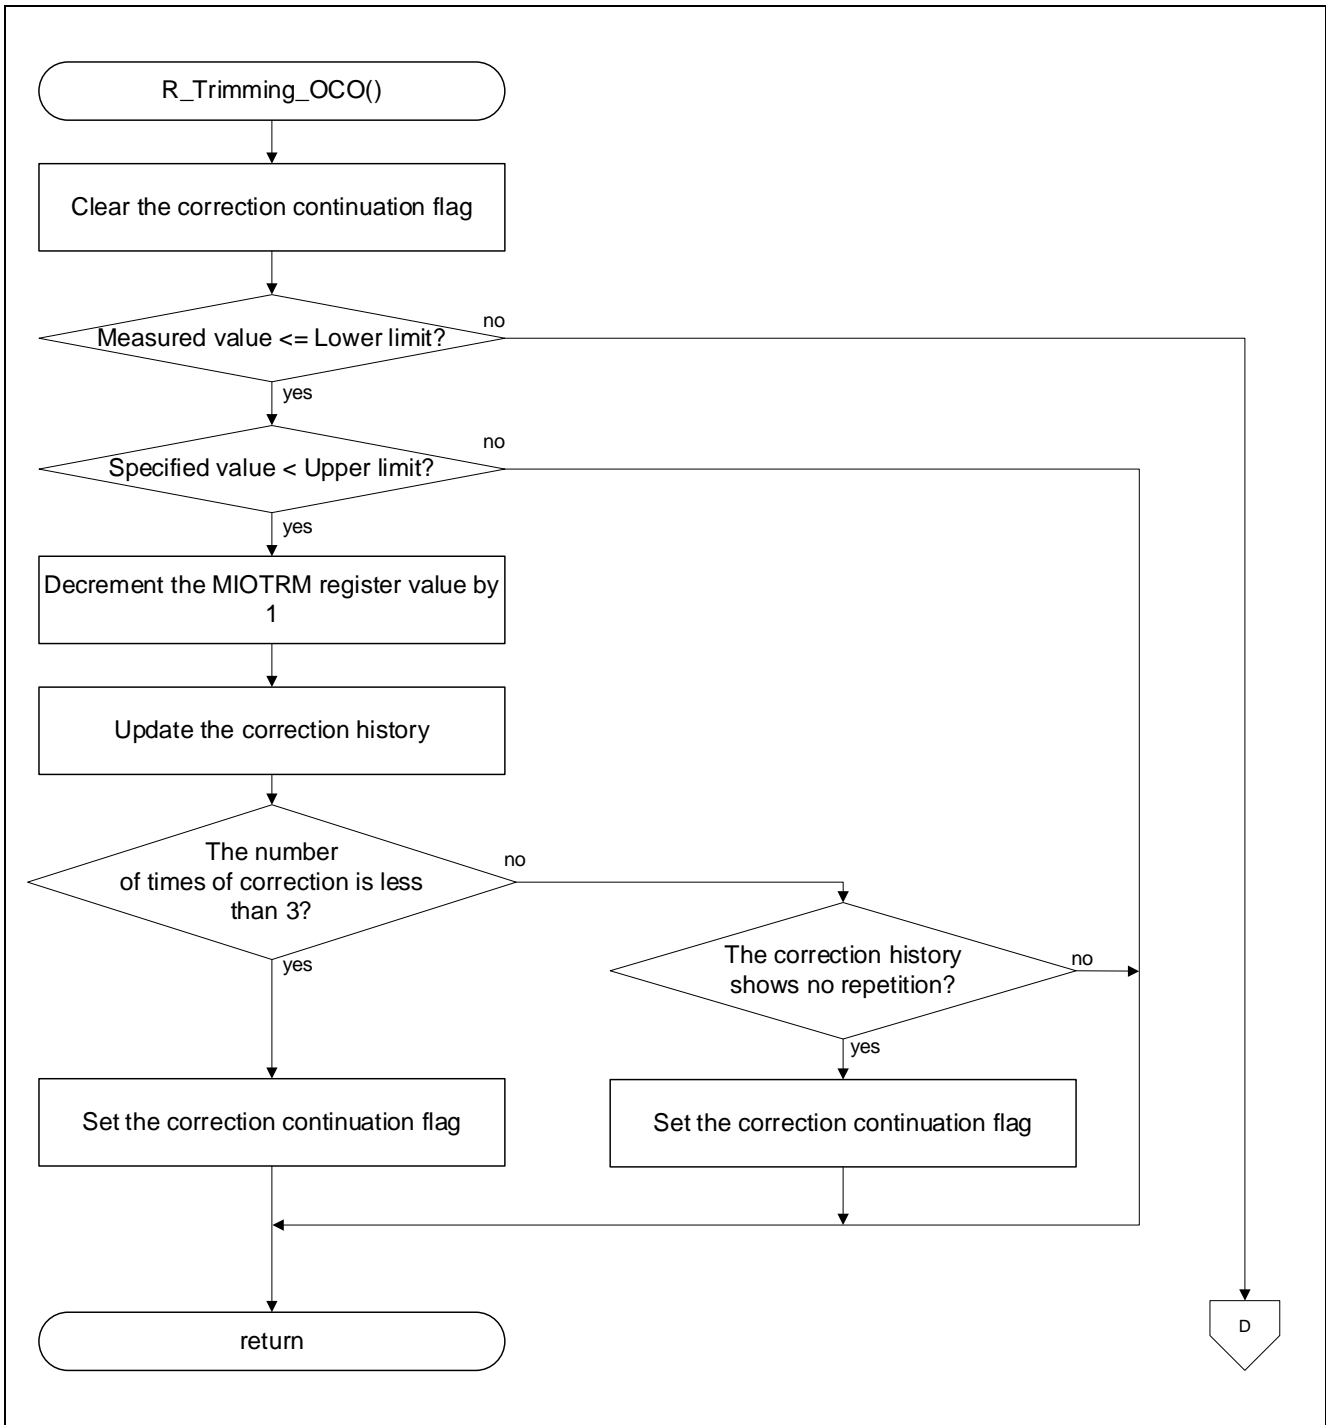 R_Trimming_OCO()
Clear the correction continuation flag
Measured value <= Lower limit?
no
yes
Specified value < Upper limit?
no
yes
Decrement the MIOTRM register value by
1
Update the correction history
The number
of times of correction is less
than 3?
no
yes
The correction history
shows no repetition?
no
yes
Set the correction continuation flag
Set the correction continuation flag
return
D